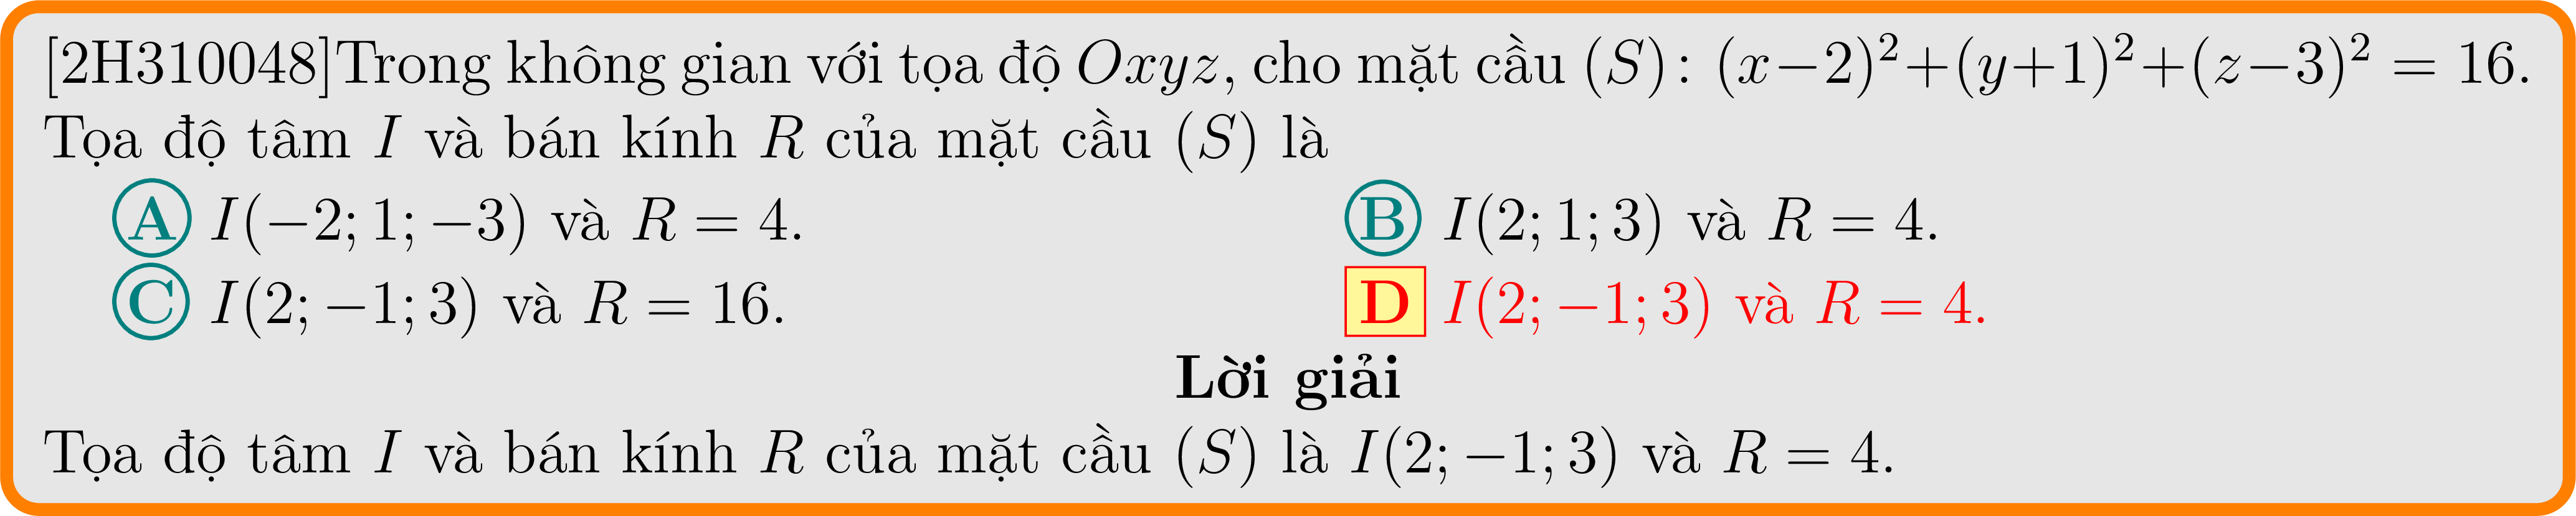 [2H310048]Trong không gian với tọa độ Oxyz, cho mặt cầu (S): (x−2)²+(y+1)²+(z−3)² = 16.
Tọa độ tâm I và bán kính R của mặt cầu (S) là
A I(−2; 1; −3) và R = 4. B I(2; 1; 3) và R = 4.
C I(2; −1; 3) và R = 16. D I(2; −1; 3) và R = 4.
Lời giải
Tọa độ tâm I và bán kính R của mặt cầu (S) là I(2; −1; 3) và R = 4.